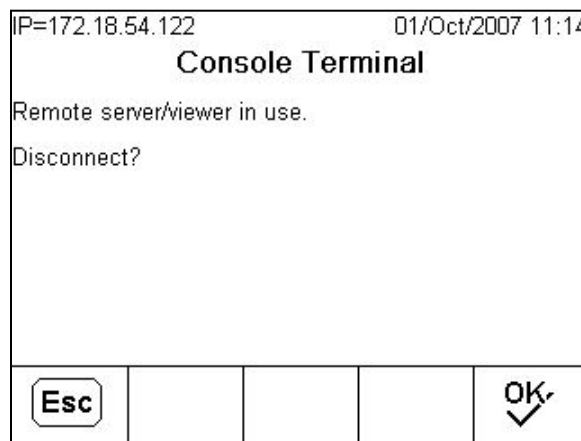 IP=172.18.54.122 01/Oct/2007 11:14
Console Terminal
Remote server/viewer in use.
Disconnect?
Esc OK